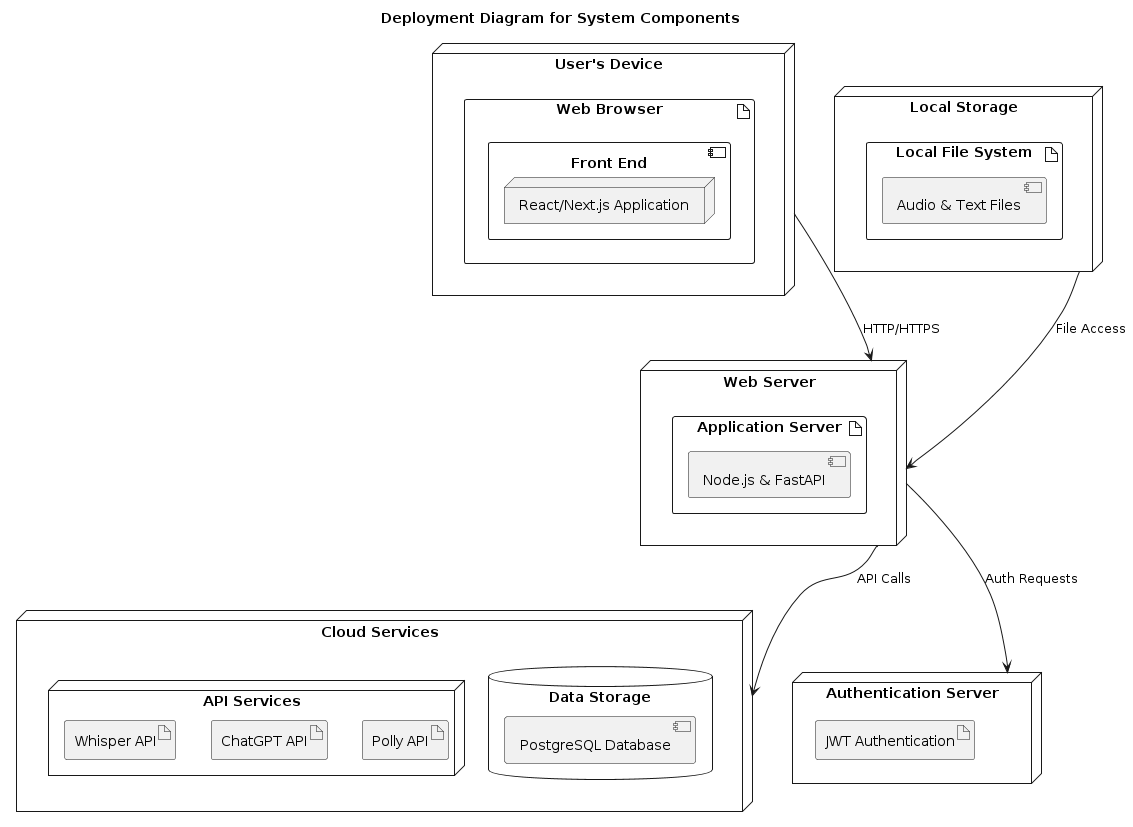 Deployment Diagram for System Components
User's Device
Web Browser
Front End
React/Next.js Application
Local Storage
Local File System
Audio & Text Files
HTTP/HTTPS
File Access
Web Server
Application Server
Node.js & FastAPI
API Calls
Auth Requests
Cloud Services
API Services
Whisper API
ChatGPT API
Polly API
Data Storage
PostgreSQL Database
Authentication Server
JWT Authentication